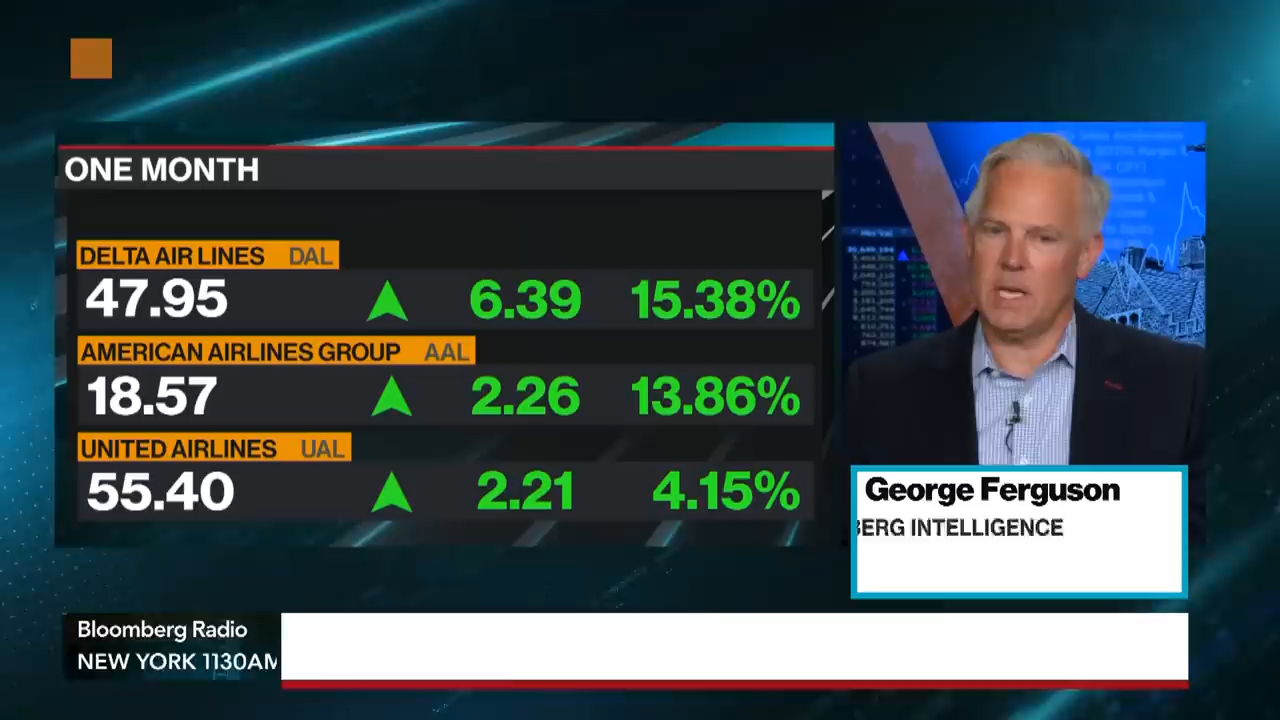 ONE MONTH
DELTA AIR LINES DAL
47.95 6.39 15.38%
AMERICAN AIRLINES GROUP AAL
18.57 2.26 13.86%
UNITED AIRLINES UAL
55.40 2.21 4.15%
George Ferguson
BERG INTELLIGENCE
Bloomberg Radio
NEW YORK 1130AM